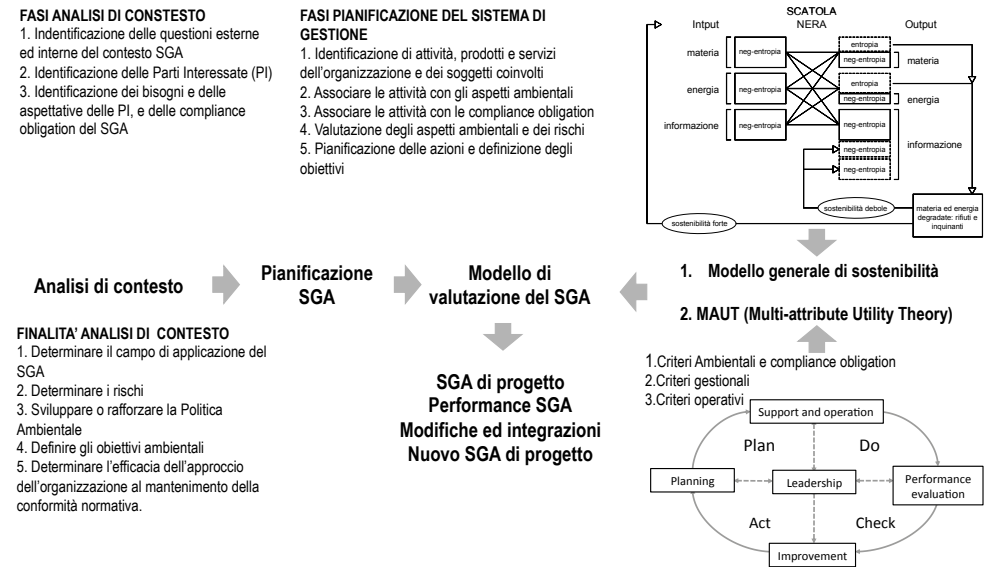 FASI ANALISI DI CONSTESTO
1. Indentificazione delle questioni esterne
ed interne del contesto SGA
2. Identificazione delle Parti Interessate (PI)
3. Identificazione dei bisogni e delle
aspettative delle PI, e delle compliance
obligation del SGA
FASI PIANIFICAZIONE DEL SISTEMA DI
GESTIONE
1. Identificazione di attività, prodotti e servizi
dell'organizzazione e dei soggetti coinvolti
2. Associare le attività con gli aspetti ambientali
3. Associare le attività con le compliance obligation
4. Valutazione degli aspetti ambientali e dei rischi
5. Pianificazione delle azioni e definizione degli
obiettivi
SCATOLA
NERA
Intput
Output
materia
neg-entropia
entropia
neg-entropia
materia
energia
neg-entropia
entropia
neg-entropia
energia
informazione
neg-entropia
neg-entropia
neg-entropia
neg-entropia
informazione
sostenibilità debole
sostenibilità forte
materia ed energia
degradate: rifiuti e
inquinanti
Analisi di contesto
Pianificazione
SGA
Modello di
valutazione del SGA
1. Modello generale di sostenibilità
2. MAUT (Multi-attribute Utility Theory)
FINALITA' ANALISI DI CONTESTO
1. Determinare il campo di applicazione del
SGA
2. Determinare i rischi
3. Sviluppare o rafforzare la Politica
Ambientale
4. Definire gli obiettivi ambientali
5. Determinare l'efficacia dell'approccio
dell'organizzazione al mantenimento della
conformità normativa.
SGA di progetto
Performance SGA
Modifiche ed integrazioni
Nuovo SGA di progetto
1.Criteri Ambientali e compliance obligation
2.Criteri gestionali
3.Criteri operativi
Support and operation
Plan
Do
Planning
Leadership
Performance
evaluation
Act
Check
Improvement